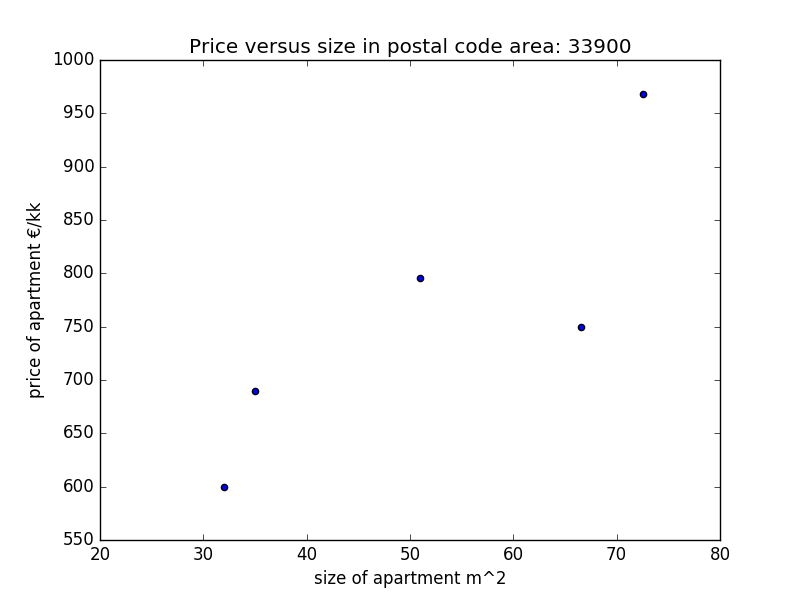 Price versus size in postal code area: 33900
1000
950
900
850
800
750
700
650
600
550
price of apartment €/kk
20 30 40 50 60 70 80
size of apartment m^2